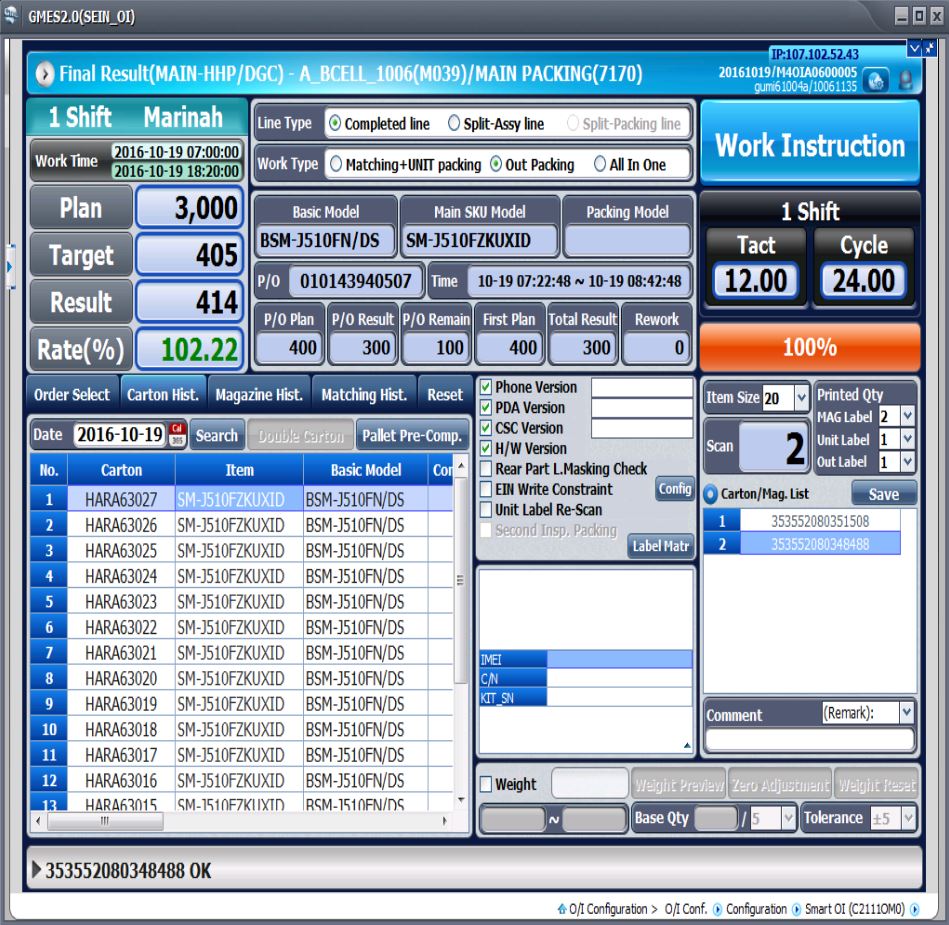 GMES2.0(SEIN_OI)
IP:107.102.52.43
Final Result(MAIN-HHP/DGC) - A_BCELL_1006(M039)/MAIN PACKING(7170)
20161019/M40IA0600005
gumi61004a/10061135
1 Shift Marinah
Work Time 2016-10-19 07:00:00
2016-10-19 18:20:00
Plan 3,000
Target 405
Result 414
Rate(%) 102.22
Line Type Completed line Split-Assy line Split-Packing line
Work Type Matching+UNIT packing Out Packing All In One
Basic Model Main SKU Model Packing Model
BSM-J510FN/DS SM-J510FZKUXID
P/O 010143940507 Time 10-19 07:22:48 ~ 10-19 08:42:48
P/O Plan P/O Result P/O Remain First Plan Total Result Rework
400 300 100 400 300 0
Work Instruction
1 Shift
Tact Cycle
12.00 24.00
100%
Order Select Carton Hist. Magazine Hist. Matching Hist. Reset
Date 2016-10-19 Cal 365 Search Double Carton Pallet Pre-Comp.
No. Carton Item Basic Model Cor
1 HARA63027 SM-J510FZKUXID BSM-J510FN/DS
2 HARA63026 SM-J510FZKUXID BSM-J510FN/DS
3 HARA63025 SM-J510FZKUXID BSM-J510FN/DS
4 HARA63024 SM-J510FZKUXID BSM-J510FN/DS
5 HARA63023 SM-J510FZKUXID BSM-J510FN/DS
6 HARA63022 SM-J510FZKUXID BSM-J510FN/DS
7 HARA63021 SM-J510FZKUXID BSM-J510FN/DS
8 HARA63020 SM-J510FZKUXID BSM-J510FN/DS
9 HARA63019 SM-J510FZKUXID BSM-J510FN/DS
10 HARA63018 SM-J510FZKUXID BSM-J510FN/DS
11 HARA63017 SM-J510FZKUXID BSM-J510FN/DS
12 HARA63016 SM-J510FZKUXID BSM-J510FN/DS
13 HARA63015 SM-J510FZKUXID BSM-J510FN/DS
Phone Version
PDA Version
CSC Version
H/W Version
Rear Part L.Masking Check
EIN Write Constraint
Config
Unit Label Re-Scan
Second Insp. Packing
Label Matr
IMEI
C/N
KIT_SN
Item Size 20
Scan 2
Printed Qty
MAG Label 2
Unit Label 1
Out Label 1
Carton/Mag. List Save
1 353552080351508
2 353552080348488
Comment (Remark):
Weight Weight Preview Zero Adjustment Weight Reset
~ Base Qty / 5 Tolerance ±5
353552080348488 OK
O/I Configuration > O/I Conf. Configuration Smart OI (C2111OM0)